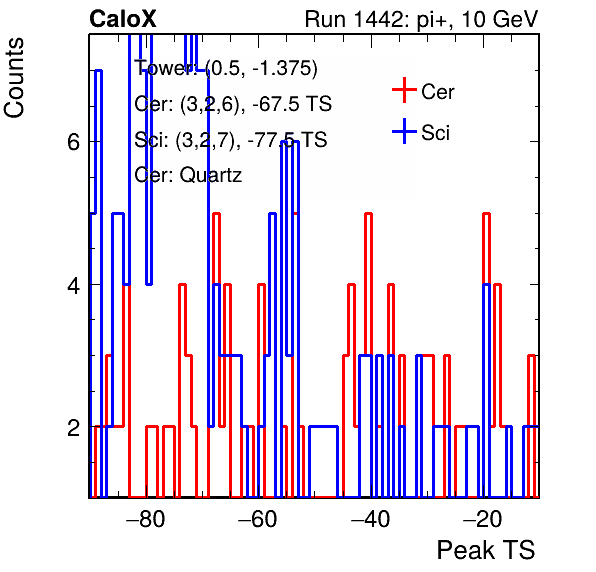 CaloX Run 1442: pi+, 10 GeV
Counts
Tower: (0.5, -1.375)
Cer: (3,2,6), -67.5 TS
Sci: (3,2,7), -77.5 TS
Cer: Quartz
Cer
Sci
6
4
2
−80 −60 −40 −20
Peak TS